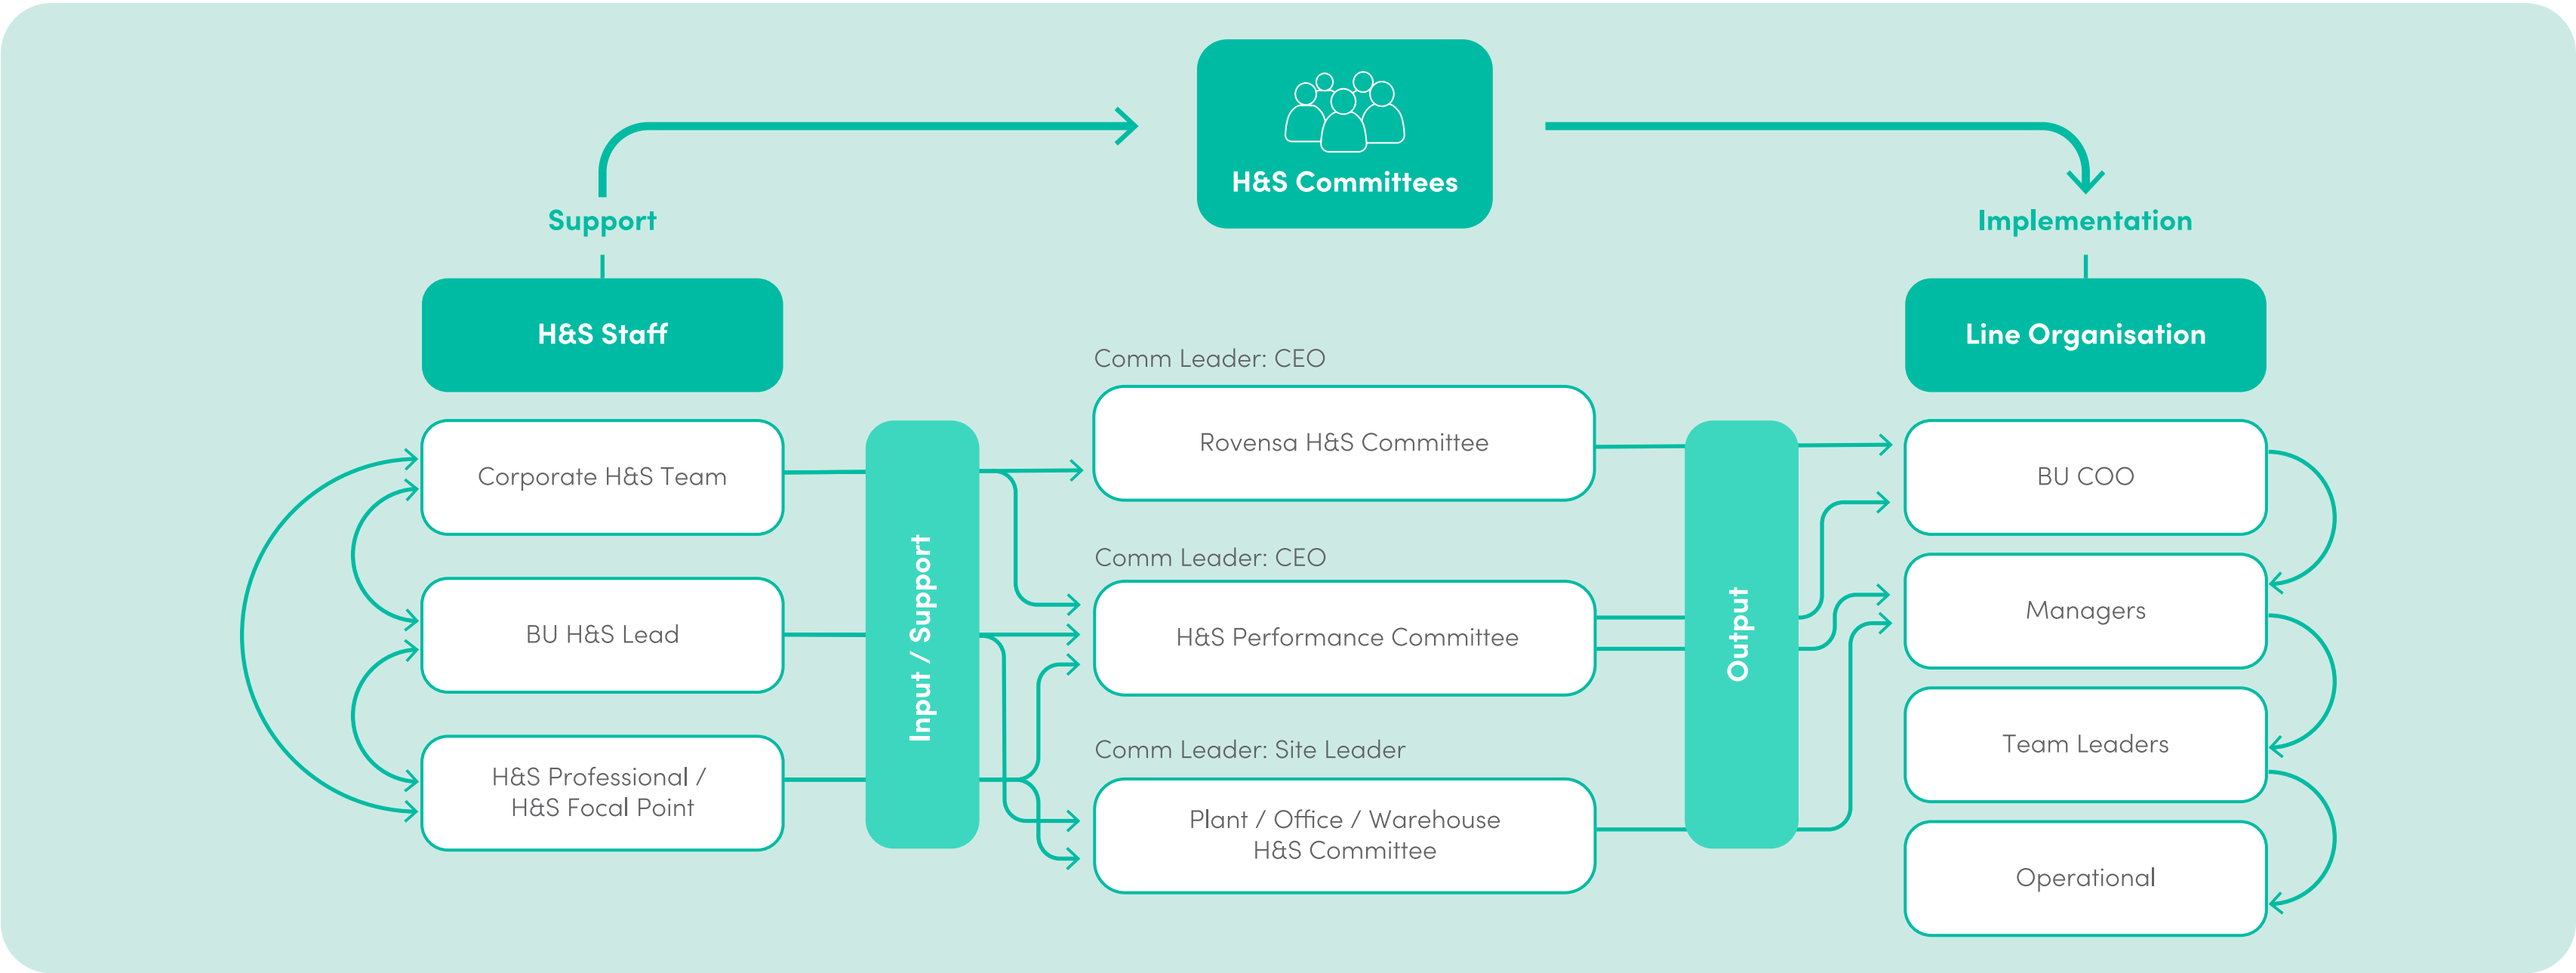 H&S Committees
Support
Implementation
H&S Staff
Line Organisation
Corporate H&S Team
BU H&S Lead
H&S Professional /
H&S Focal Point
Input / Support
Comm Leader: CEO
Rovensa H&S Committee
Comm Leader: CEO
H&S Performance Committee
Comm Leader: Site Leader
Plant / Office / Warehouse
H&S Committee
Output
BU COO
Managers
Team Leaders
Operational